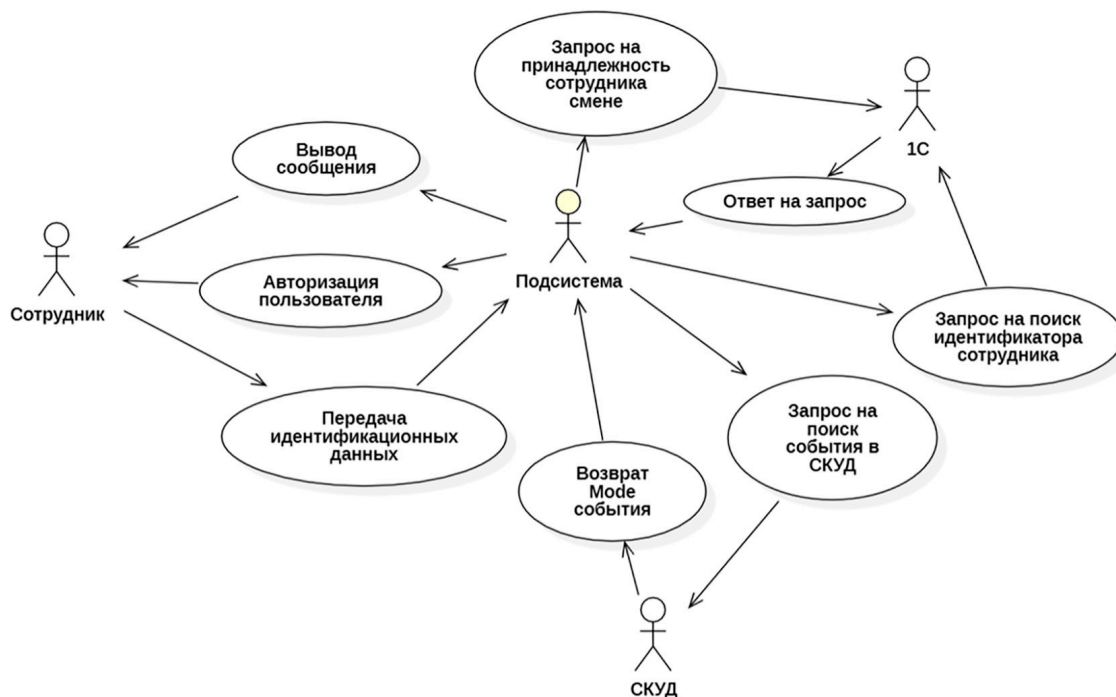 Запрос на
принадлежность
сотрудника
смене
1С
Вывод
сообщения
Ответ на запрос
Подсистема
Авторизация
пользователя
Сотрудник
Запрос на поиск
идентификатора
сотрудника
Передача
идентификационных
данных
Запрос на
поиск
события в
СКУД
Возврат
Mode
события
СКУД